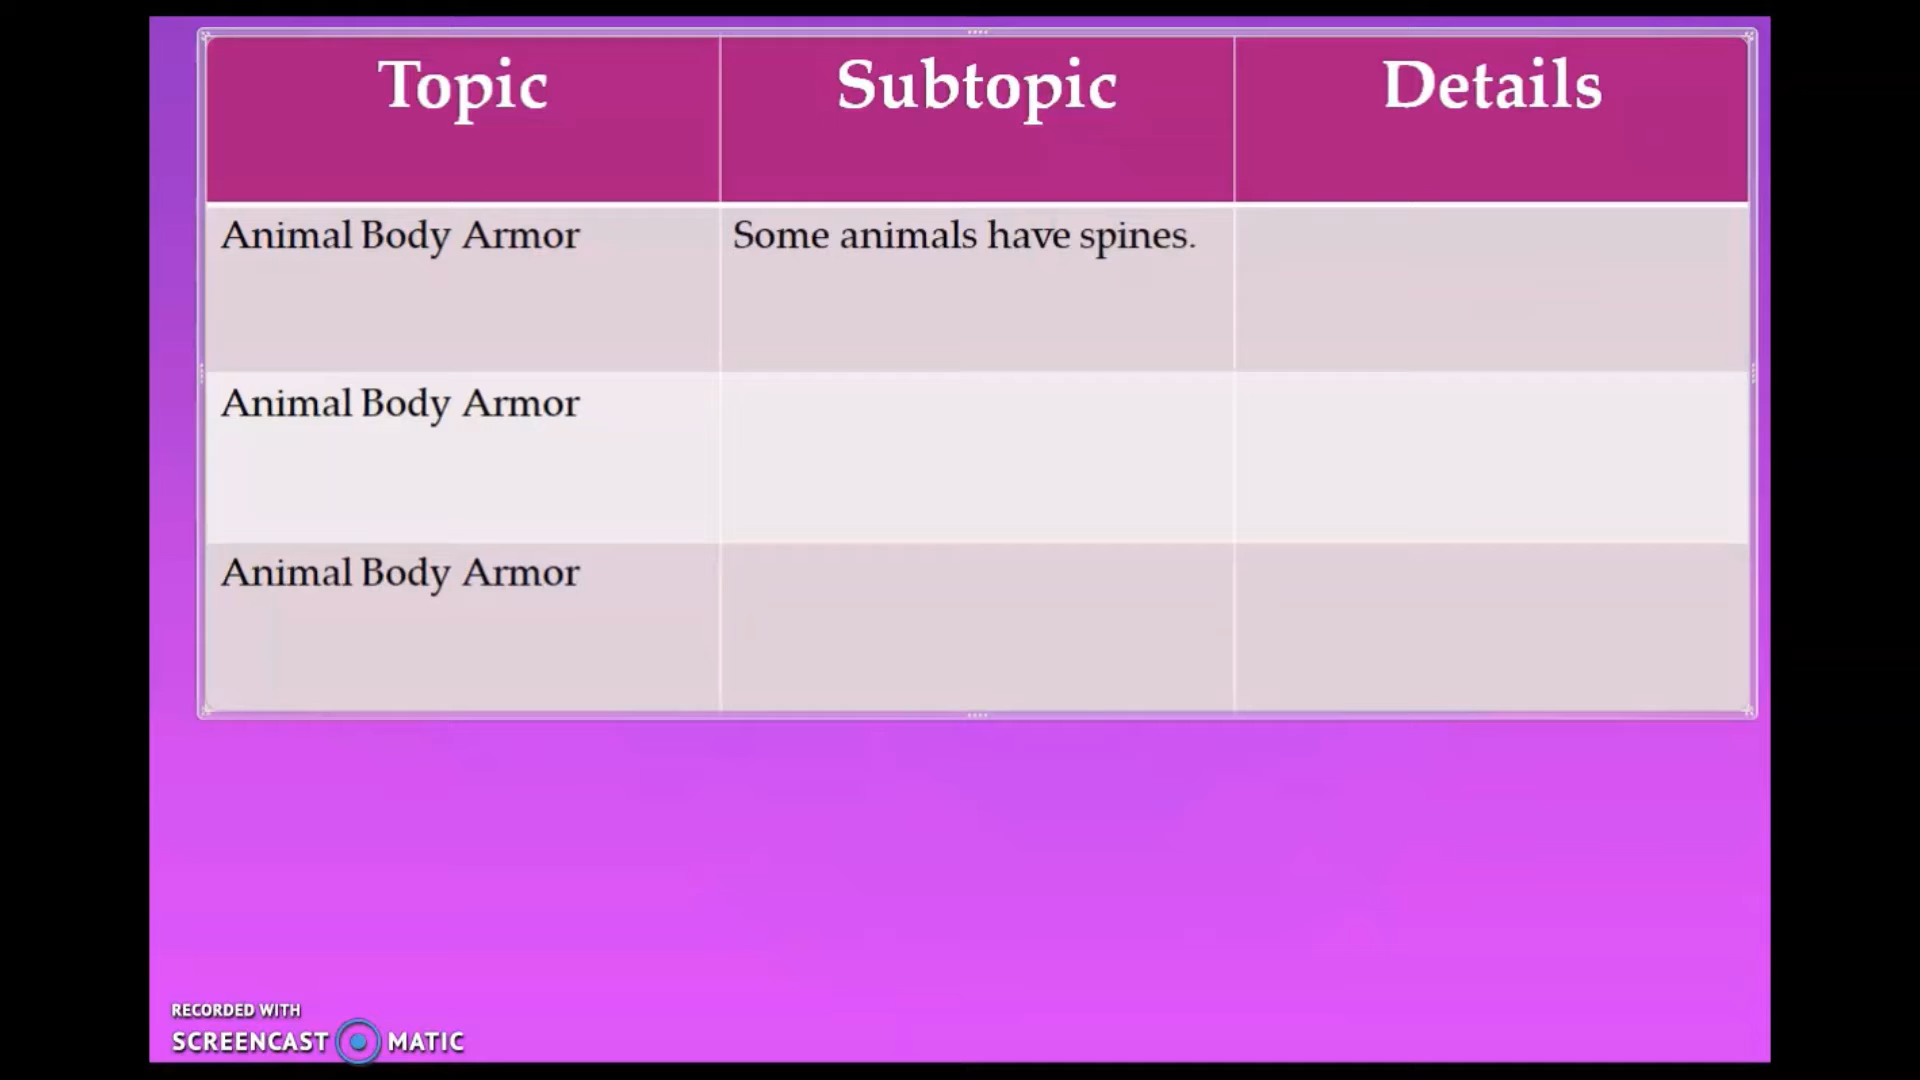 Topic Subtopic Details
Animal Body Armor Some animals have spines.
Animal Body Armor
Animal Body Armor
RECORDED WITH
SCREENCAST MATIC